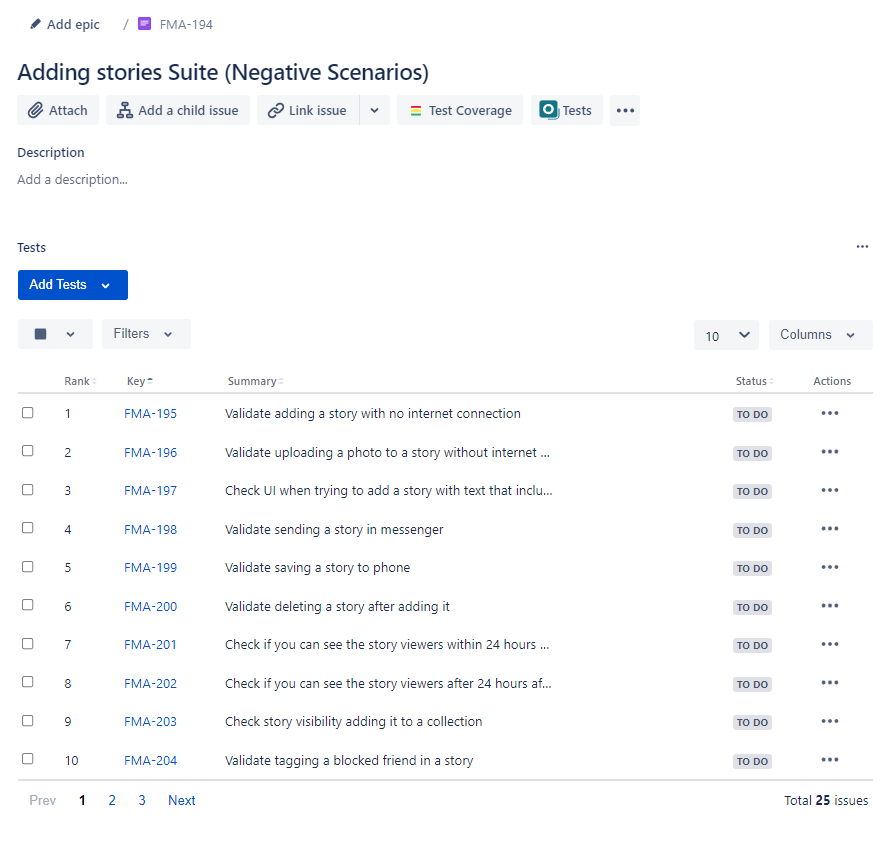 Add epic / FMA-194
Adding stories Suite (Negative Scenarios)
Attach Add a child issue Link issue Test Coverage Tests
Description
Add a description...
Tests
Add Tests
Filters 10 Columns
Rank Key Summary Status Actions
1 FMA-195 Validate adding a story with no internet connection TO DO
2 FMA-196 Validate uploading a photo to a story without internet ... TO DO
3 FMA-197 Check UI when trying to add a story with text that inclu... TO DO
4 FMA-198 Validate sending a story in messenger TO DO
5 FMA-199 Validate saving a story to phone TO DO
6 FMA-200 Validate deleting a story after adding it TO DO
7 FMA-201 Check if you can see the story viewers within 24 hours ... TO DO
8 FMA-202 Check if you can see the story viewers after 24 hours af... TO DO
9 FMA-203 Check story visibility adding it to a collection TO DO
10 FMA-204 Validate tagging a blocked friend in a story TO DO
Prev 1 2 3 Next Total 25 issues